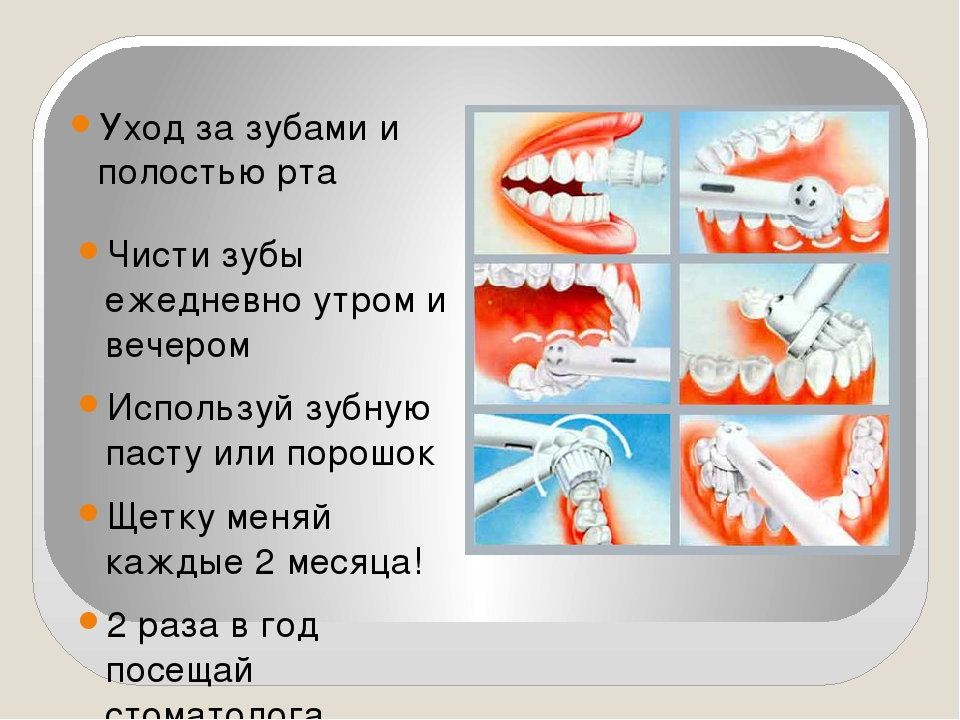 Уход за зубами и
полостью рта
Чисти зубы
ежедневно утром и
вечером
Используй зубную
пасту или порошок
Щетку меняй
каждые 2 месяца!
2 раза в год
посещай
стоматолога